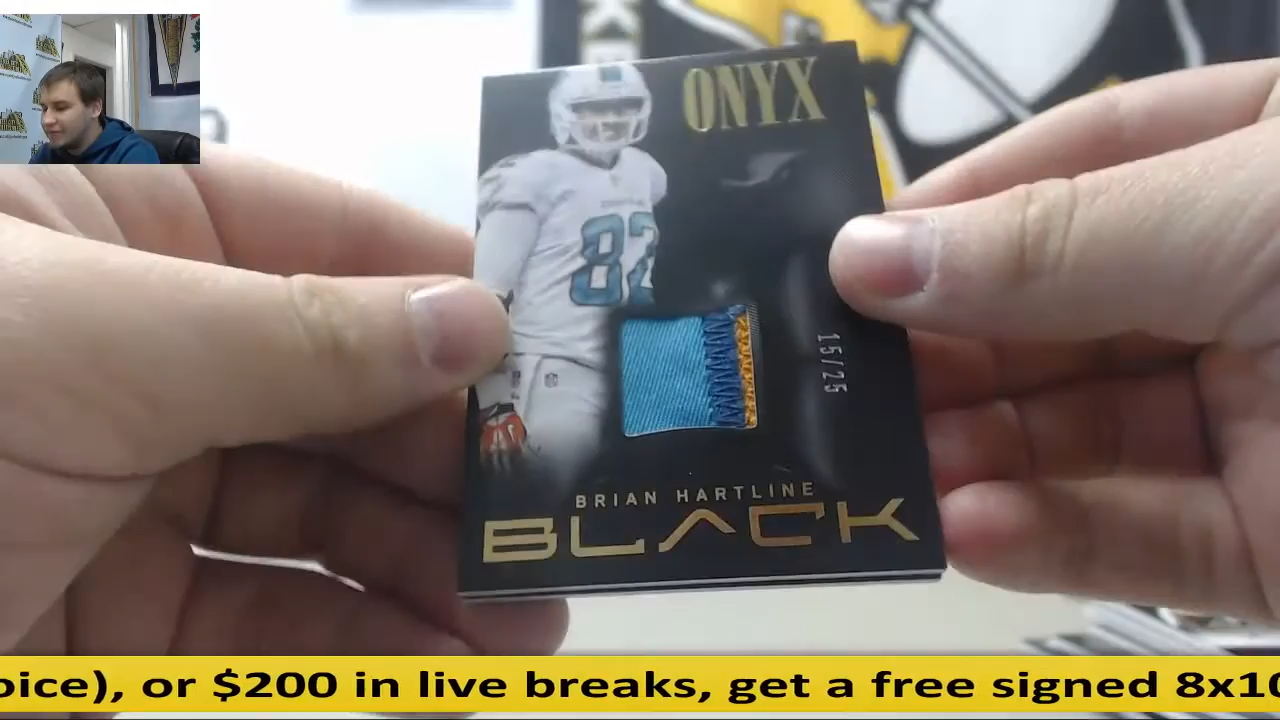 ONYX
82
15/25
BRIAN HARTLINE
BLACK
oice), or $200 in live breaks, get a free signed 8x10